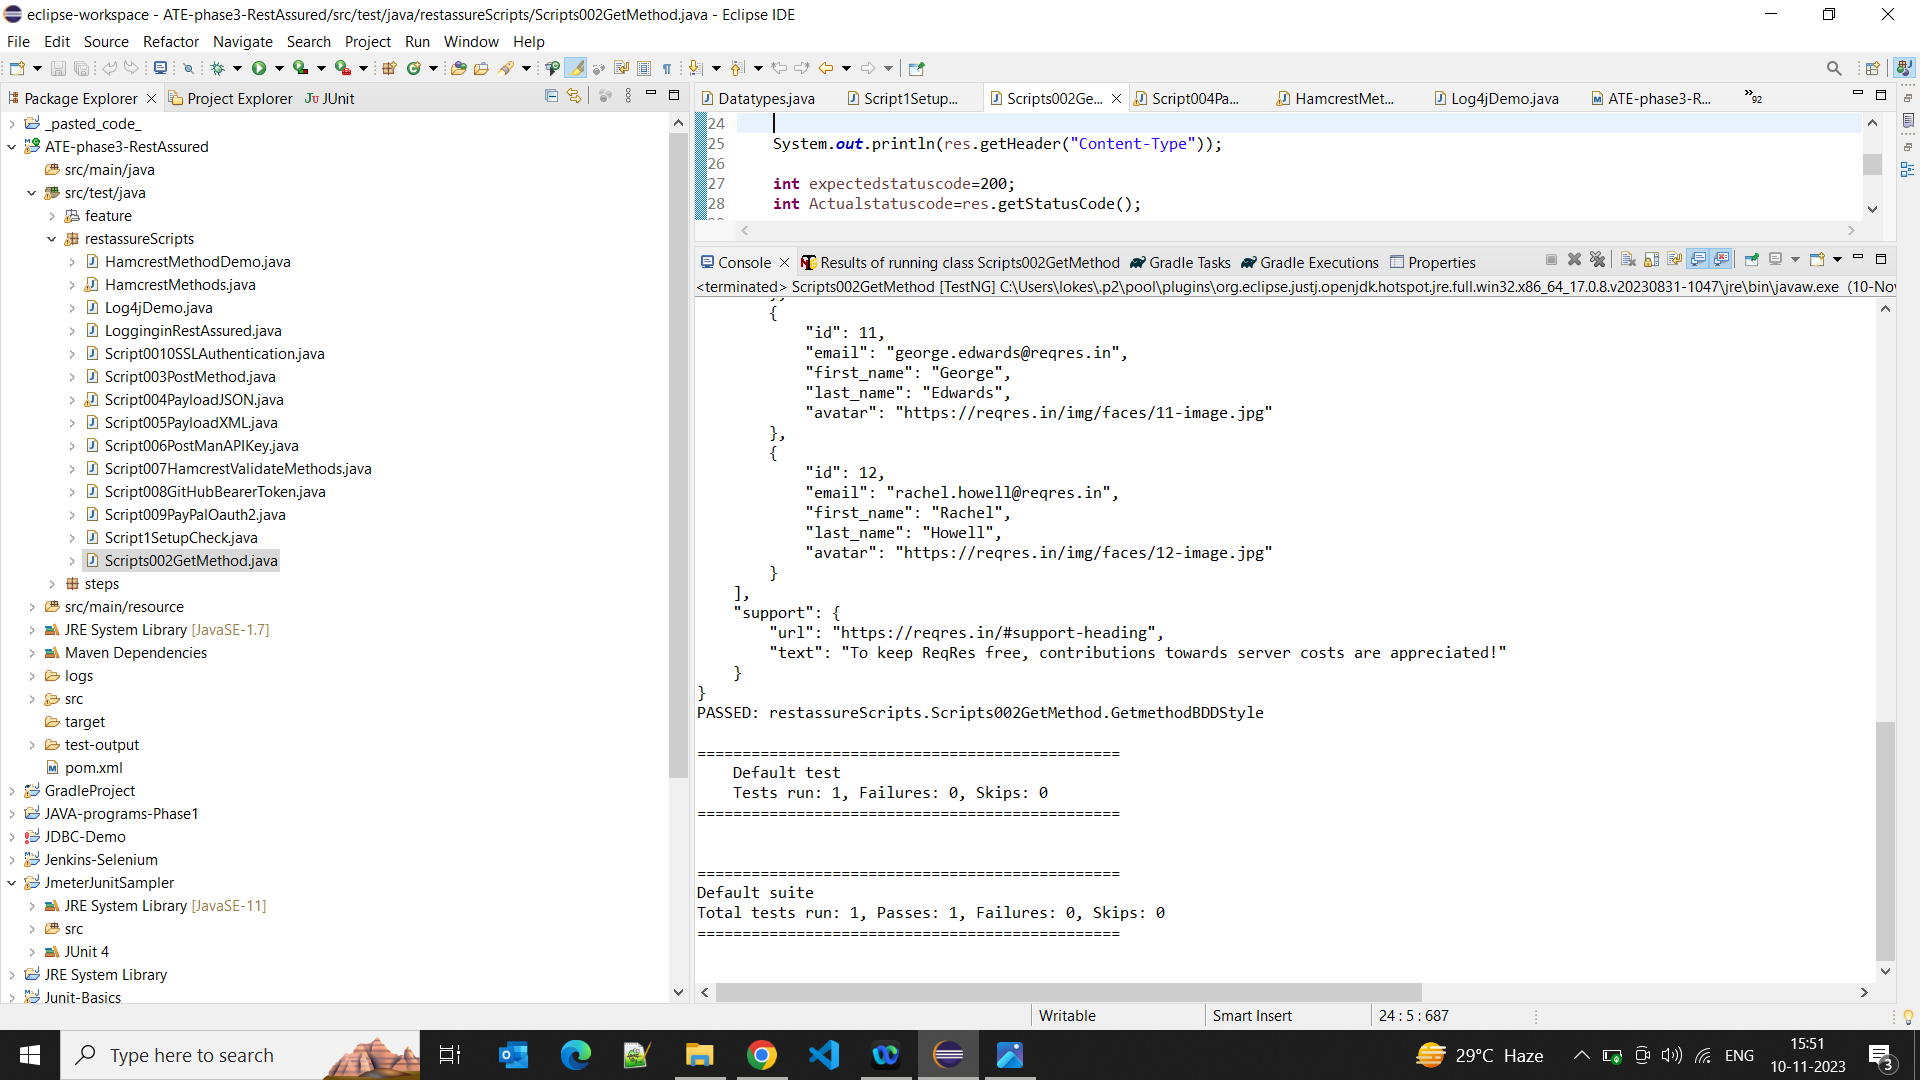 eclipse-workspace - ATE-phase3-RestAssured/src/test/java/restassureScripts/Scripts002GetMethod.java - Eclipse IDE
File Edit Source Refactor Navigate Search Project Run Window Help
Package Explorer Project Explorer JUnit
_pasted_code_
ATE-phase3-RestAssured
src/main/java
src/test/java
feature
restassureScripts
HamcrestMethodDemo.java
HamcrestMethods.java
Log4jDemo.java
LogginginRestAssured.java
Script0010SSLAuthentication.java
Script003PostMethod.java
Script004PayloadJSON.java
Script005PayloadXML.java
Script006PostManAPIKey.java
Script007HamcrestValidateMethods.java
Script008GitHubBearerToken.java
Script009PayPalOauth2.java
Script1SetupCheck.java
Scripts002GetMethod.java
steps
src/main/resource
JRE System Library [JavaSE-1.7]
Maven Dependencies
logs
src
target
test-output
pom.xml
GradleProject
JAVA-programs-Phase1
JDBC-Demo
Jenkins-Selenium
JmeterJunitSampler
JRE System Library [JavaSE-11]
src
JUnit 4
JRE System Library
Junit-Basics
Datatypes.java Script1Setup... Scripts002Ge... Script004Pa... HamcrestMet... Log4jDemo.java ATE-phase3-R... »92
24
25 System.out.println(res.getHeader("Content-Type"));
26
27 int expectedstatuscode=200;
28 int Actualstatuscode=res.getStatusCode();
Console Results of running class Scripts002GetMethod Gradle Tasks Gradle Executions Properties
<terminated> Scripts002GetMethod [TestNG] C:\Users\lokes\.p2\pool\plugins\org.eclipse.justj.openjdk.hotspot.jre.full.win32.x86_64_17.0.8.v20230831-1047\jre\bin\javaw.exe (10-Nov
{
"id": 11,
"email": "george.edwards@reqres.in",
"first_name": "George",
"last_name": "Edwards",
"avatar": "https://reqres.in/img/faces/11-image.jpg"
},
{
"id": 12,
"email": "rachel.howell@reqres.in",
"first_name": "Rachel",
"last_name": "Howell",
"avatar": "https://reqres.in/img/faces/12-image.jpg"
}
],
"support": {
"url": "https://reqres.in/#support-heading",
"text": "To keep ReqRes free, contributions towards server costs are appreciated!"
}
}
PASSED: restassureScripts.Scripts002GetMethod.GetmethodBDDStyle
===============================================
Default test
Tests run: 1, Failures: 0, Skips: 0
===============================================
===============================================
Default suite
Total tests run: 1, Passes: 1, Failures: 0, Skips: 0
===============================================
Writable Smart Insert 24 : 5 : 687
Type here to search
29°C Haze
ENG
15:51
10-11-2023
3